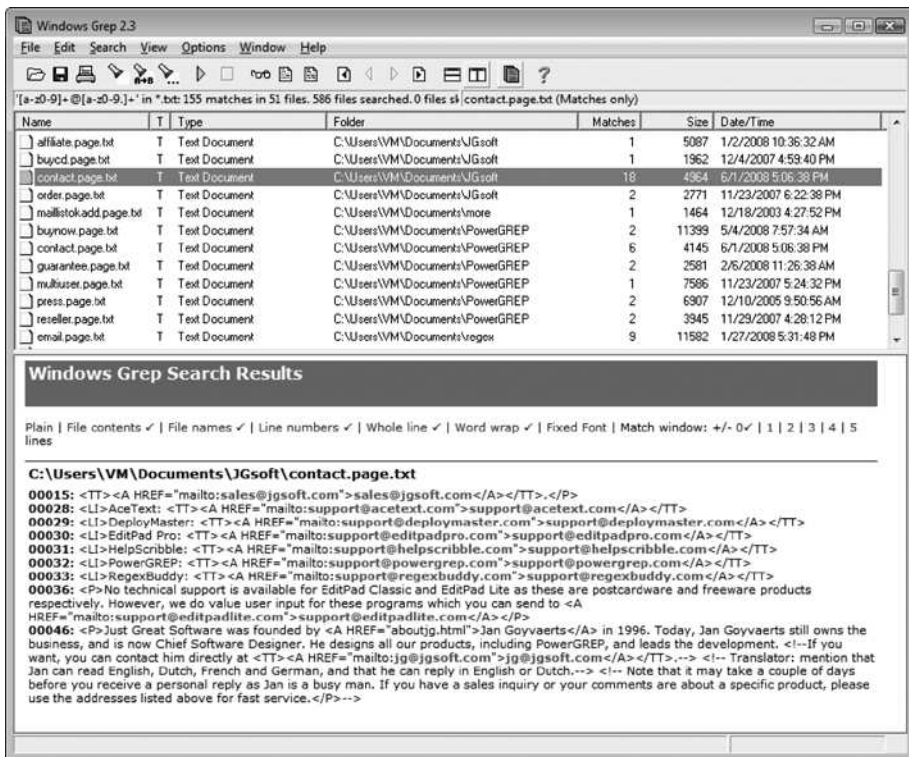 Windows Grep 2.3
File Edit Search View Options Window Help
'[a-z0-9]+@[a-z0-9.]+' in *.txt: 155 matches in 51 files. 586 files searched. 0 files sk contact.page.txt (Matches only)
Name T Type Folder Matches Size Date/Time
affiliate.page.txt T Text Document C:\Users\VM\Documents\JGsoft 1 5087 1/2/2008 10:36:32 AM
buycd.page.txt T Text Document C:\Users\VM\Documents\JGsoft 1 1962 12/4/2007 4:59:40 PM
contact.page.txt T Text Document C:\Users\VM\Documents\JGsoft 18 4964 6/1/2008 5:06:38 PM
order.page.txt T Text Document C:\Users\VM\Documents\JGsoft 2 2771 11/23/2007 6:22:38 PM
maillistokadd.page.txt T Text Document C:\Users\VM\Documents\more 1 1464 12/18/2003 4:27:52 PM
buynow.page.txt T Text Document C:\Users\VM\Documents\PowerGREP 2 11399 5/4/2008 7:57:34 AM
contact.page.txt T Text Document C:\Users\VM\Documents\PowerGREP 6 4145 6/1/2008 5:06:38 PM
guarantee.page.txt T Text Document C:\Users\VM\Documents\PowerGREP 2 2581 2/6/2008 11:26:38 AM
multiuser.page.txt T Text Document C:\Users\VM\Documents\PowerGREP 1 7586 11/23/2007 5:24:32 PM
press.page.txt T Text Document C:\Users\VM\Documents\PowerGREP 2 6907 12/10/2005 9:50:56 AM
reseller.page.txt T Text Document C:\Users\VM\Documents\PowerGREP 2 3945 11/29/2007 4:28:12 PM
email.page.txt T Text Document C:\Users\VM\Documents\regex 9 11582 1/27/2008 5:31:48 PM
Windows Grep Search Results
Plain | File contents ✓ | File names ✓ | Line numbers ✓ | Whole line ✓ | Word wrap ✓ | Fixed Font | Match window: +/- 0✓ | 1 | 2 | 3 | 4 | 5
lines
C:\Users\VM\Documents\JGsoft\contact.page.txt
00015: <TT><A HREF="mailto:sales@jgsoft.com">sales@jgsoft.com</A></TT>.</P>
00028: <LI>AceText: <TT><A HREF="mailto:support@acetext.com">support@acetext.com</A></TT>
00029: <LI>DeployMaster: <TT><A HREF="mailto:support@deploymaster.com">support@deploymaster.com</A></TT>
00030: <LI>EditPad Pro: <TT><A HREF="mailto:support@editpadpro.com">support@editpadpro.com</A></TT>
00031: <LI>HelpScribble: <TT><A HREF="mailto:support@helpscribble.com">support@helpscribble.com</A></TT>
00032: <LI>PowerGREP: <TT><A HREF="mailto:support@powergrep.com">support@powergrep.com</A></TT>
00033: <LI>RegexBuddy: <TT><A HREF="mailto:support@regexbuddy.com">support@regexbuddy.com</A></TT>
00036: <P>No technical support is available for EditPad Classic and EditPad Lite as these are postcardware and freeware products
respectively. However, we do value user input for these programs which you can send to <A
HREF="mailto:support@editpadlite.com">support@editpadlite.com</A></P>
00046: <P>Just Great Software was founded by <A HREF="aboutjg.html">Jan Goyvaerts</A> in 1996. Today, Jan Goyvaerts still owns the
business, and is now Chief Software Designer. He designs all our products, including PowerGREP, and leads the development. <!--If you
want, you can contact him directly at <TT><A HREF="mailto:jg@jgsoft.com">jg@jgsoft.com</A></TT>.--> <!-- Translator: mention that
Jan can read English, Dutch, French and German, and that he can reply in English or Dutch.--> <!-- Note that it may take a couple of days
before you receive a personal reply as Jan is a busy man. If you have a sales inquiry or your comments are about a specific product, please
use the addresses listed above for fast service.</P>-->